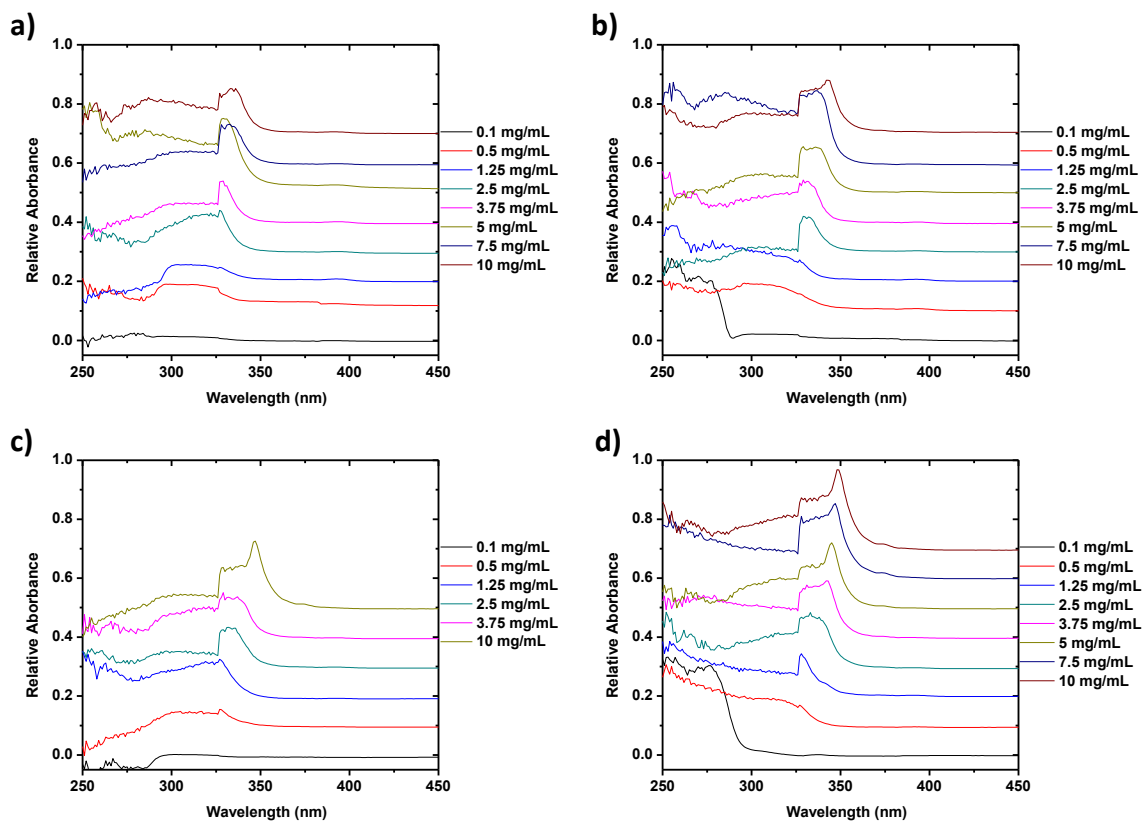 a)
1.0
0.8
0.6
0.4
0.2
0.0
Relative Absorbance
250 300 350 400 450
Wavelength (nm)
0.1 mg/mL
0.5 mg/mL
1.25 mg/mL
2.5 mg/mL
3.75 mg/mL
5 mg/mL
7.5 mg/mL
10 mg/mL
b)
1.0
0.8
0.6
0.4
0.2
0.0
Relative Absorbance
250 300 350 400 450
Wavelength (nm)
0.1 mg/mL
0.5 mg/mL
1.25 mg/mL
2.5 mg/mL
3.75 mg/mL
5 mg/mL
7.5 mg/mL
10 mg/mL
c)
1.0
0.8
0.6
0.4
0.2
0.0
Relative Absorbance
250 300 350 400 450
Wavelength (nm)
0.1 mg/mL
0.5 mg/mL
1.25 mg/mL
2.5 mg/mL
3.75 mg/mL
10 mg/mL
d)
1.0
0.8
0.6
0.4
0.2
0.0
Relative Absorbance
250 300 350 400 450
Wavelength (nm)
0.1 mg/mL
0.5 mg/mL
1.25 mg/mL
2.5 mg/mL
3.75 mg/mL
5 mg/mL
7.5 mg/mL
10 mg/mL